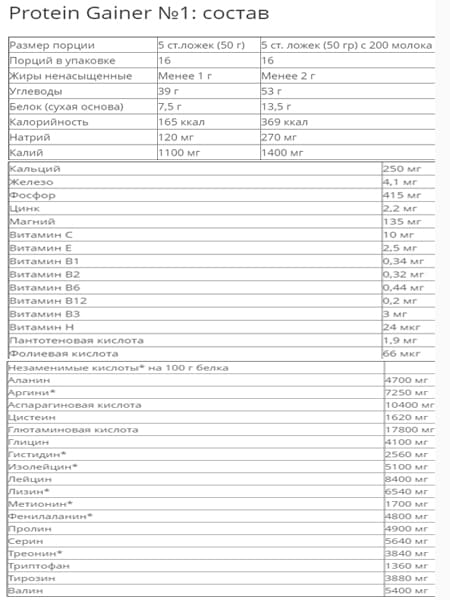 Protein Gainer №1: состав
Размер порции 5 ст.ложек (50 г) 5 ст. ложек (50 гр) с 200 молока
Порций в упаковке 16 16
Жиры ненасыщенные Менее 1 г Менее 2 г
Углеводы 39 г 53 г
Белок (сухая основа) 7,5 г 13,5 г
Калорийность 165 ккал 369 ккал
Натрий 120 мг 270 мг
Калий 1100 мг 1400 мг
Кальций 250 мг
Железо 4,1 мг
Фосфор 415 мг
Цинк 2,2 мг
Магний 135 мг
Витамин С 10 мг
Витамин Е 2,5 мг
Витамин В1 0,34 мг
Витамин В2 0,32 мг
Витамин В6 0,44 мг
Витамин В12 0,2 мг
Витамин В3 3 мг
Витамин Н 24 мкг
Пантотеновая кислота 1,9 мг
Фолиевая кислота 66 мкг
Незаменимые кислоты* на 100 г белка
Аланин 4700 мг
Аргини* 7250 мг
Аспарагиновая кислота 10400 мг
Цистеин 1620 мг
Глютаминовая кислота 17800 мг
Глицин 4100 мг
Гистидин* 2560 мг
Изолейцин* 5100 мг
Лейцин 8400 мг
Лизин* 6540 мг
Метионин* 1700 мг
Фенилаланин* 4800 мг
Пролин 4900 мг
Серин 5640 мг
Треонин* 3840 мг
Триптофан 1360 мг
Тирозин 3880 мг
Валин 5400 мг